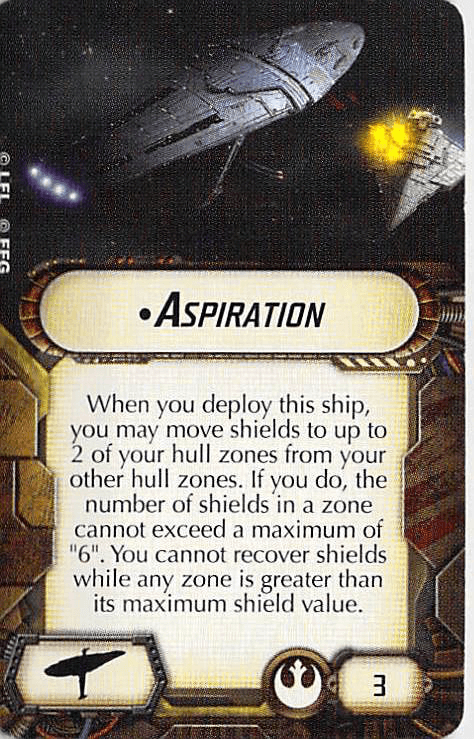 © LFL © FFG
•ASPIRATION
When you deploy this ship,
you may move shields to up to
2 of your hull zones from your
other hull zones. If you do, the
number of shields in a zone
cannot exceed a maximum of
"6". You cannot recover shields
while any zone is greater than
its maximum shield value.
3